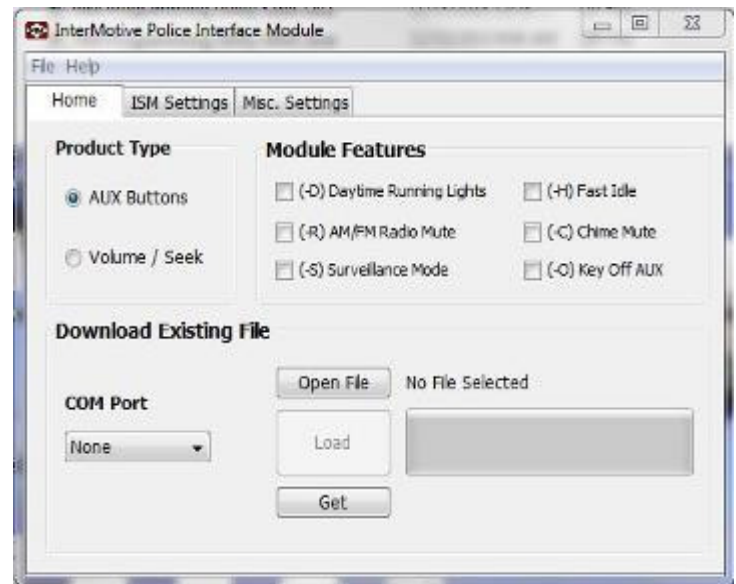 InterMotive Police Interface Module
File Help
Home ISM Settings Misc. Settings
Product Type
AUX Buttons
Volume / Seek
Module Features
(-D) Daytime Running Lights
(-H) Fast Idle
(-R) AM/FM Radio Mute
(-C) Chime Mute
(-S) Surveillance Mode
(-O) Key Off AUX
Download Existing File
COM Port
None
Open File No File Selected
Load
Get